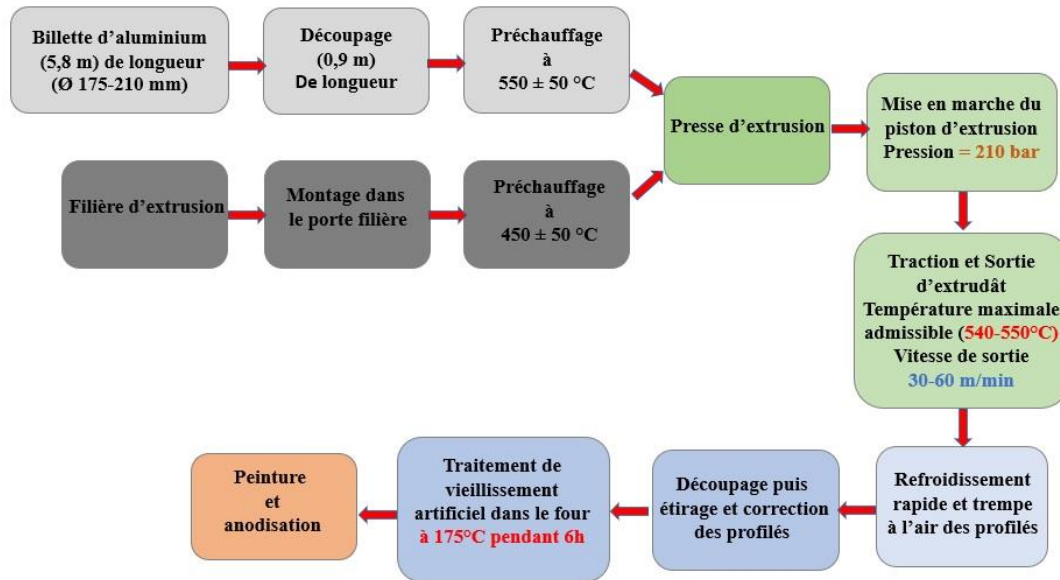 Billette d’aluminium
(5,8 m) de longueur
(Ø 175-210 mm)
Découpage
(0,9 m)
De longueur
Préchauffage
à
550 ± 50 °C
Filière d’extrusion
Montage dans
le porte filière
Préchauffage
à
450 ± 50 °C
Presse d’extrusion
Mise en marche du
piston d’extrusion
Pression = 210 bar
Traction et Sortie
d’extrudât
Température maximale
admissible (540-550°C)
Vitesse de sortie
30-60 m/min
Refroidissement
rapide et trempe
à l’air des profilés
Découpage puis
étirage et correction
des profilés
Traitement de
vieillissement
artificiel dans le four
à 175°C pendant 6h
Peinture
et
anodisation